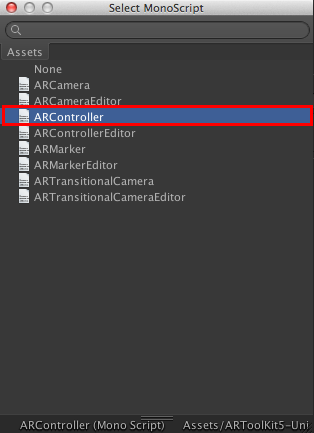 Select MonoScript
Assets
None
ARCamera
ARCameraEditor
ARController
ARControllerEditor
ARMarker
ARMarkerEditor
ARTransitionalCamera
ARTransitionalCameraEditor
ARController (Mono Script) Assets/ARToolKit5-Uni